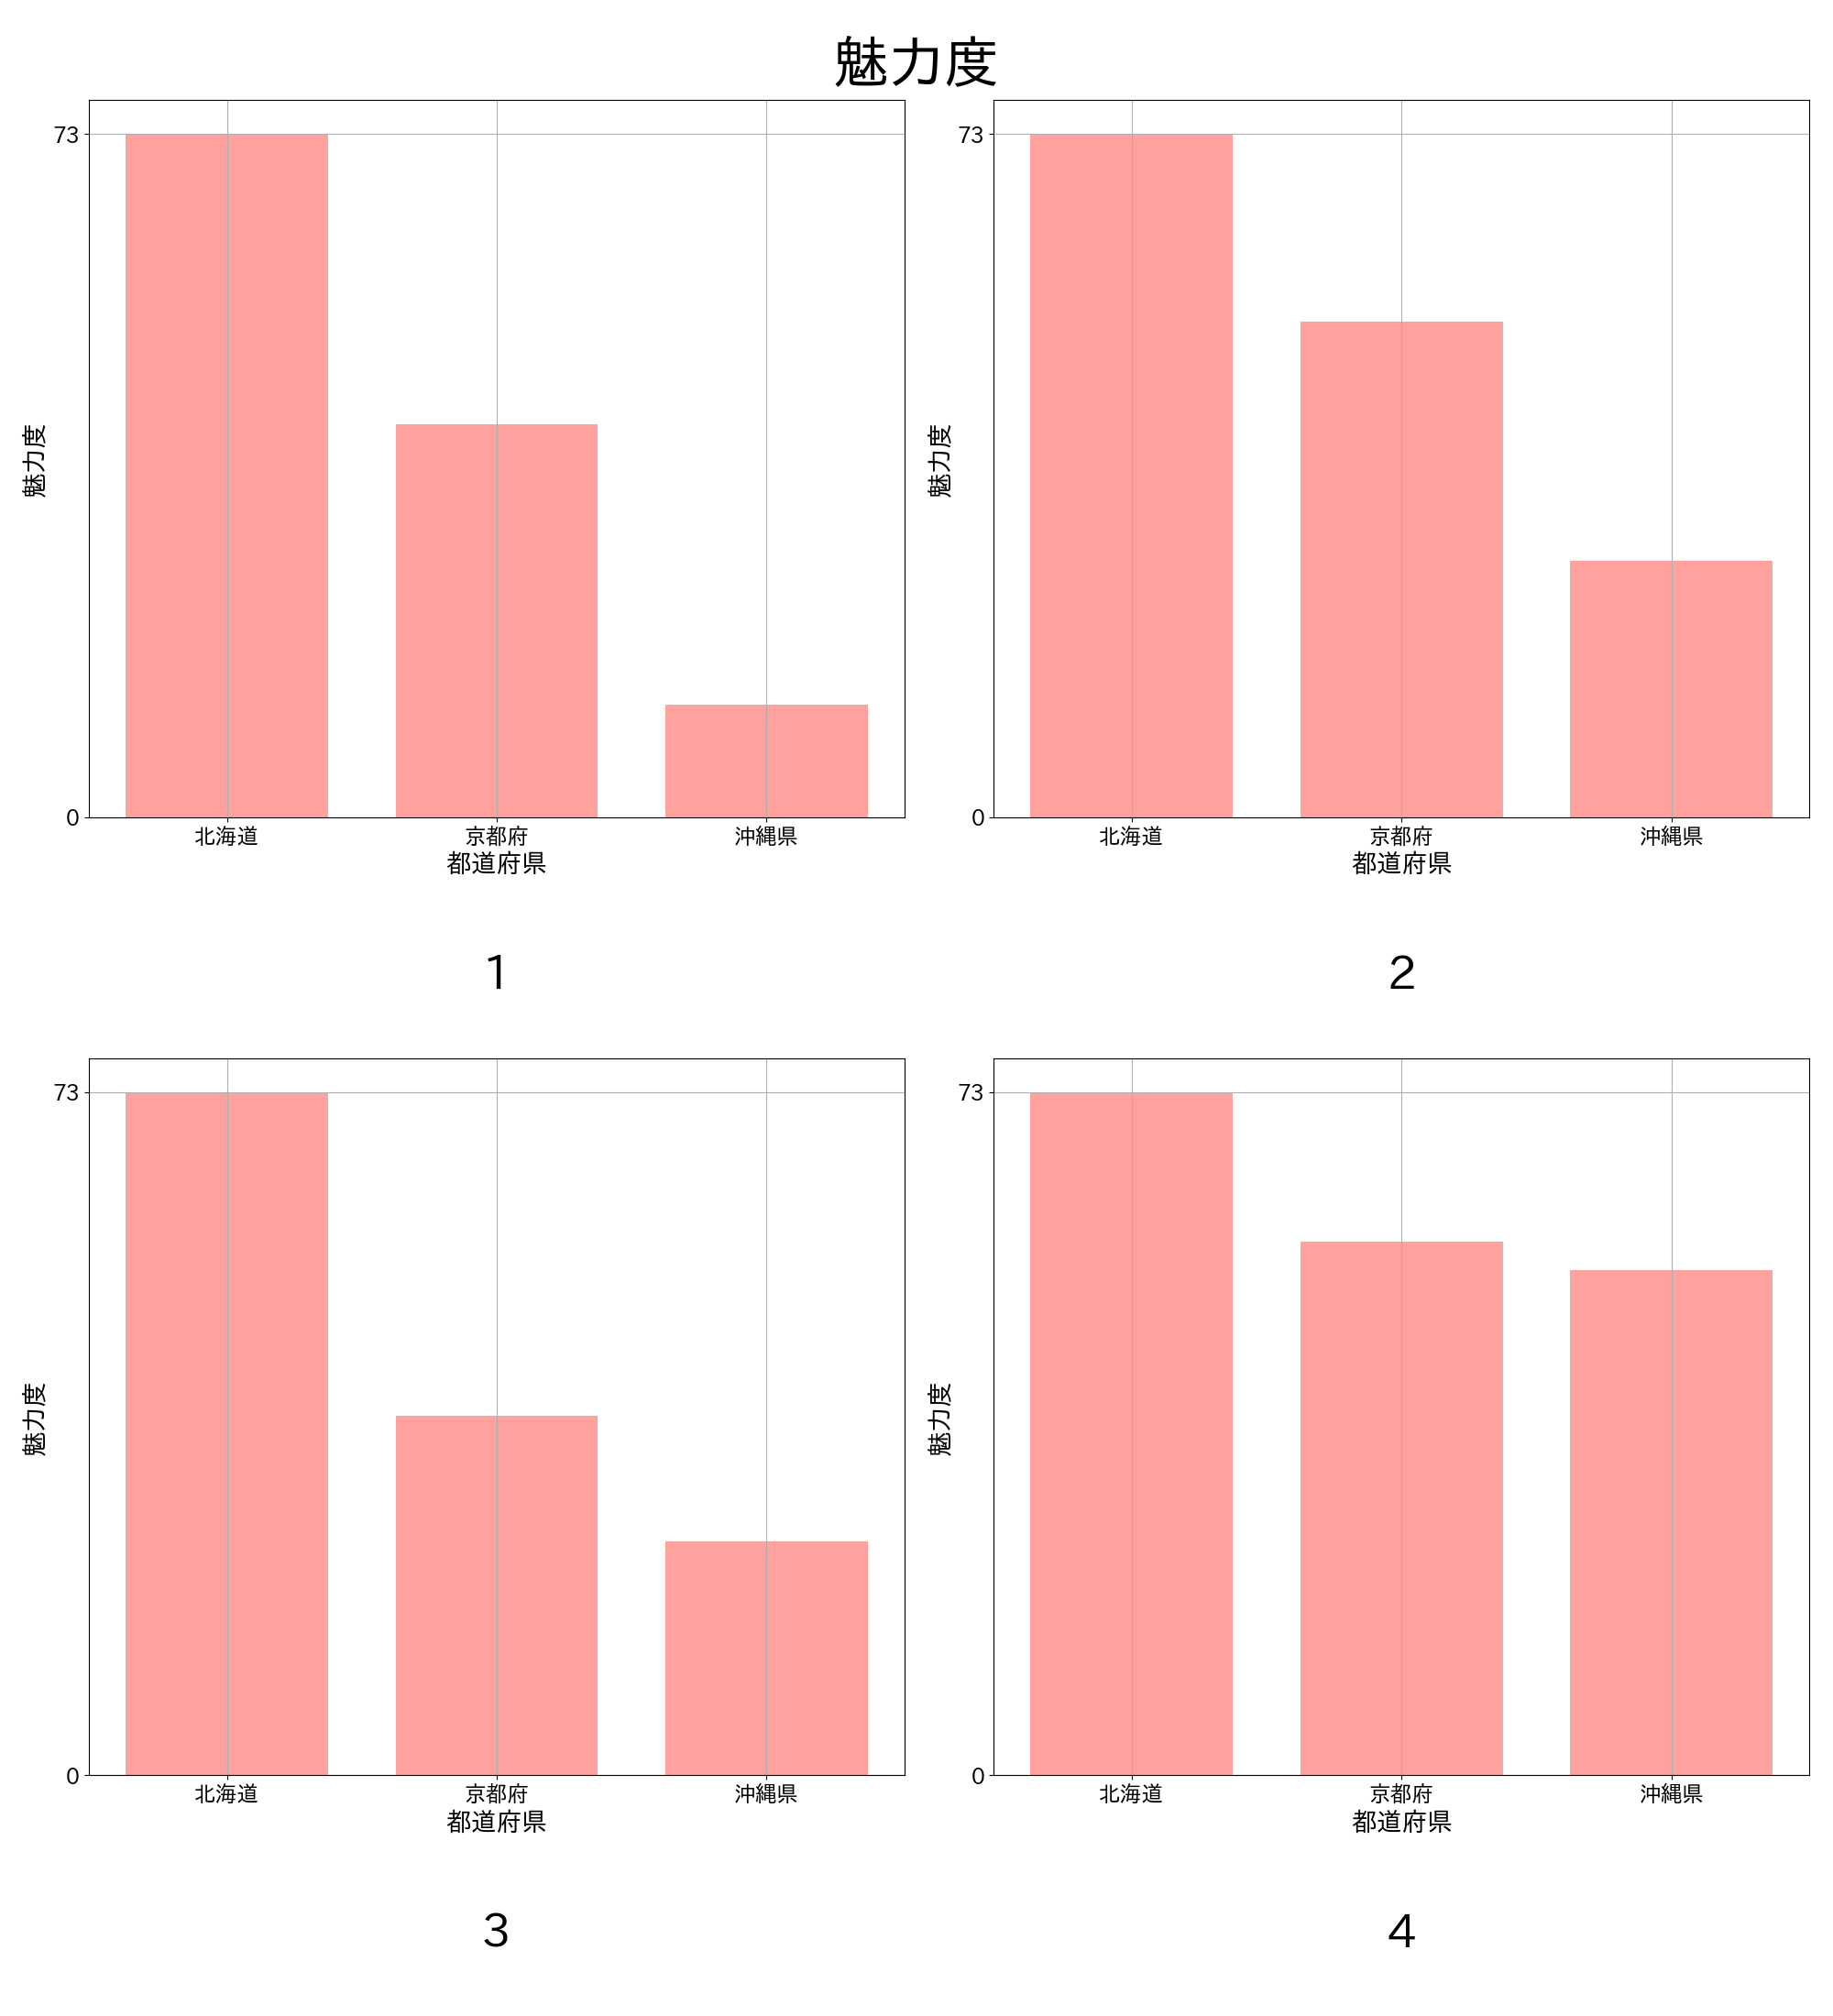 魅力度
73
魅力度
0
北海道 京都府 沖縄県
都道府県
1
73
魅力度
0
北海道 京都府 沖縄県
都道府県
2
73
魅力度
0
北海道 京都府 沖縄県
都道府県
3
73
魅力度
0
北海道 京都府 沖縄県
都道府県
4